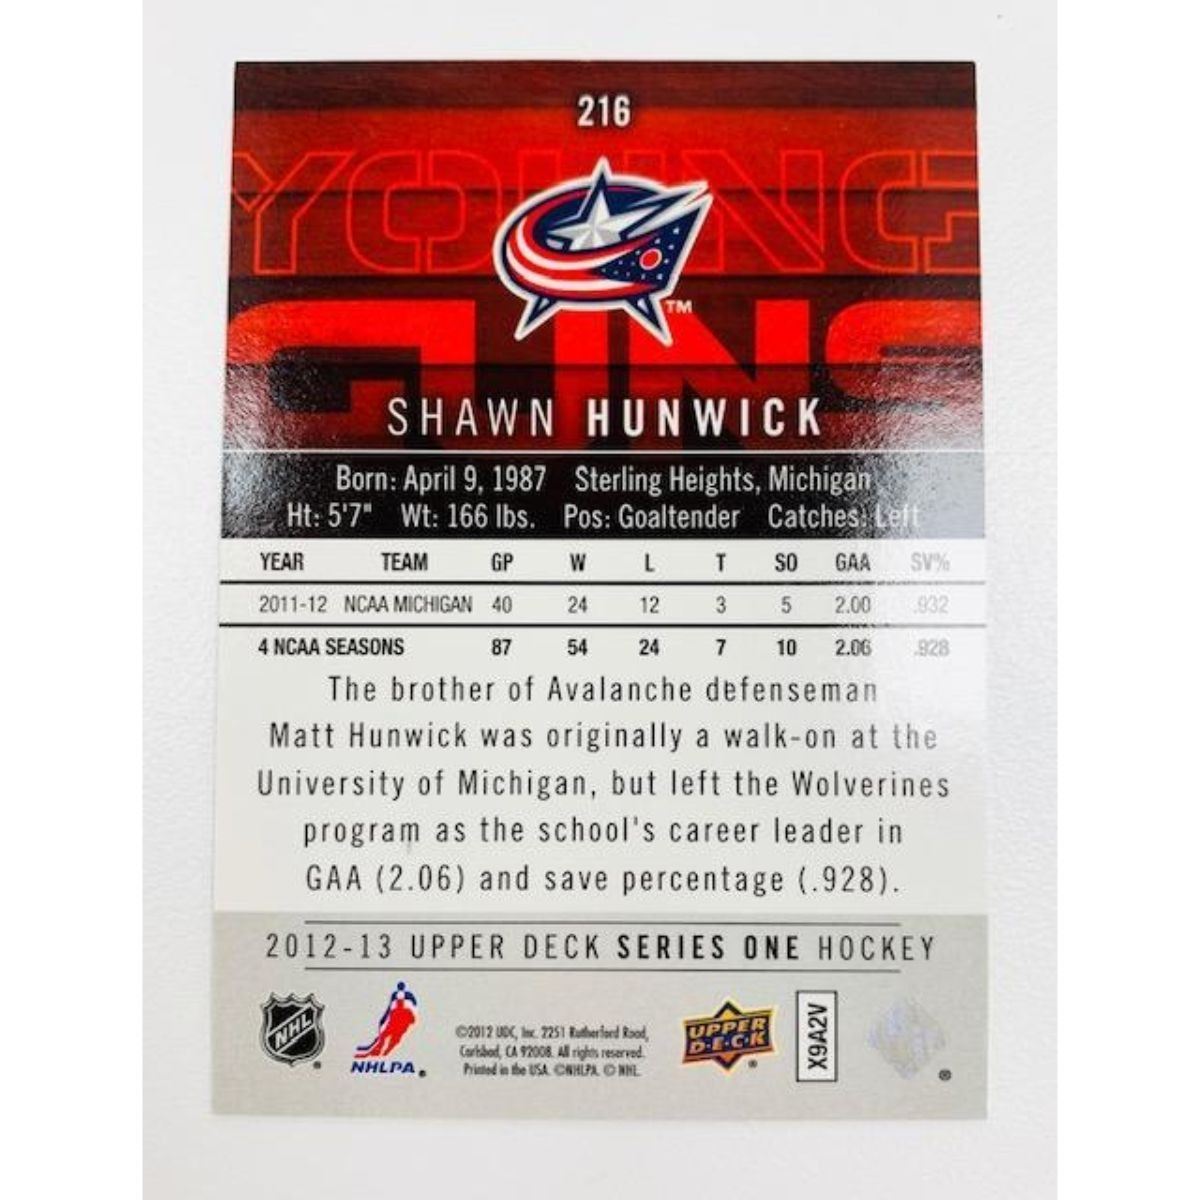 216
YOUNG
GUNS
TM
SHAWN HUNWICK
Born: April 9, 1987 Sterling Heights, Michigan
Ht: 5'7" Wt: 166 lbs. Pos: Goaltender Catches: Left
YEAR TEAM GP W L T SO GAA SV%
2011-12 NCAA MICHIGAN 40 24 12 3 5 2.00 .932
4 NCAA SEASONS 87 54 24 7 10 2.06 .928
The brother of Avalanche defenseman
Matt Hunwick was originally a walk-on at the
University of Michigan, but left the Wolverines
program as the school's career leader in
GAA (2.06) and save percentage (.928).
2012-13 UPPER DECK SERIES ONE HOCKEY
NHL ®
NHLPA ®
©2012 UDC, Inc. 2251 Rutherford Road,
Carlsbad, CA 92008. All rights reserved.
Printed in the USA. ©NHLPA. © NHL.
UPPER
D·E·C·K ®
X9A2V
®